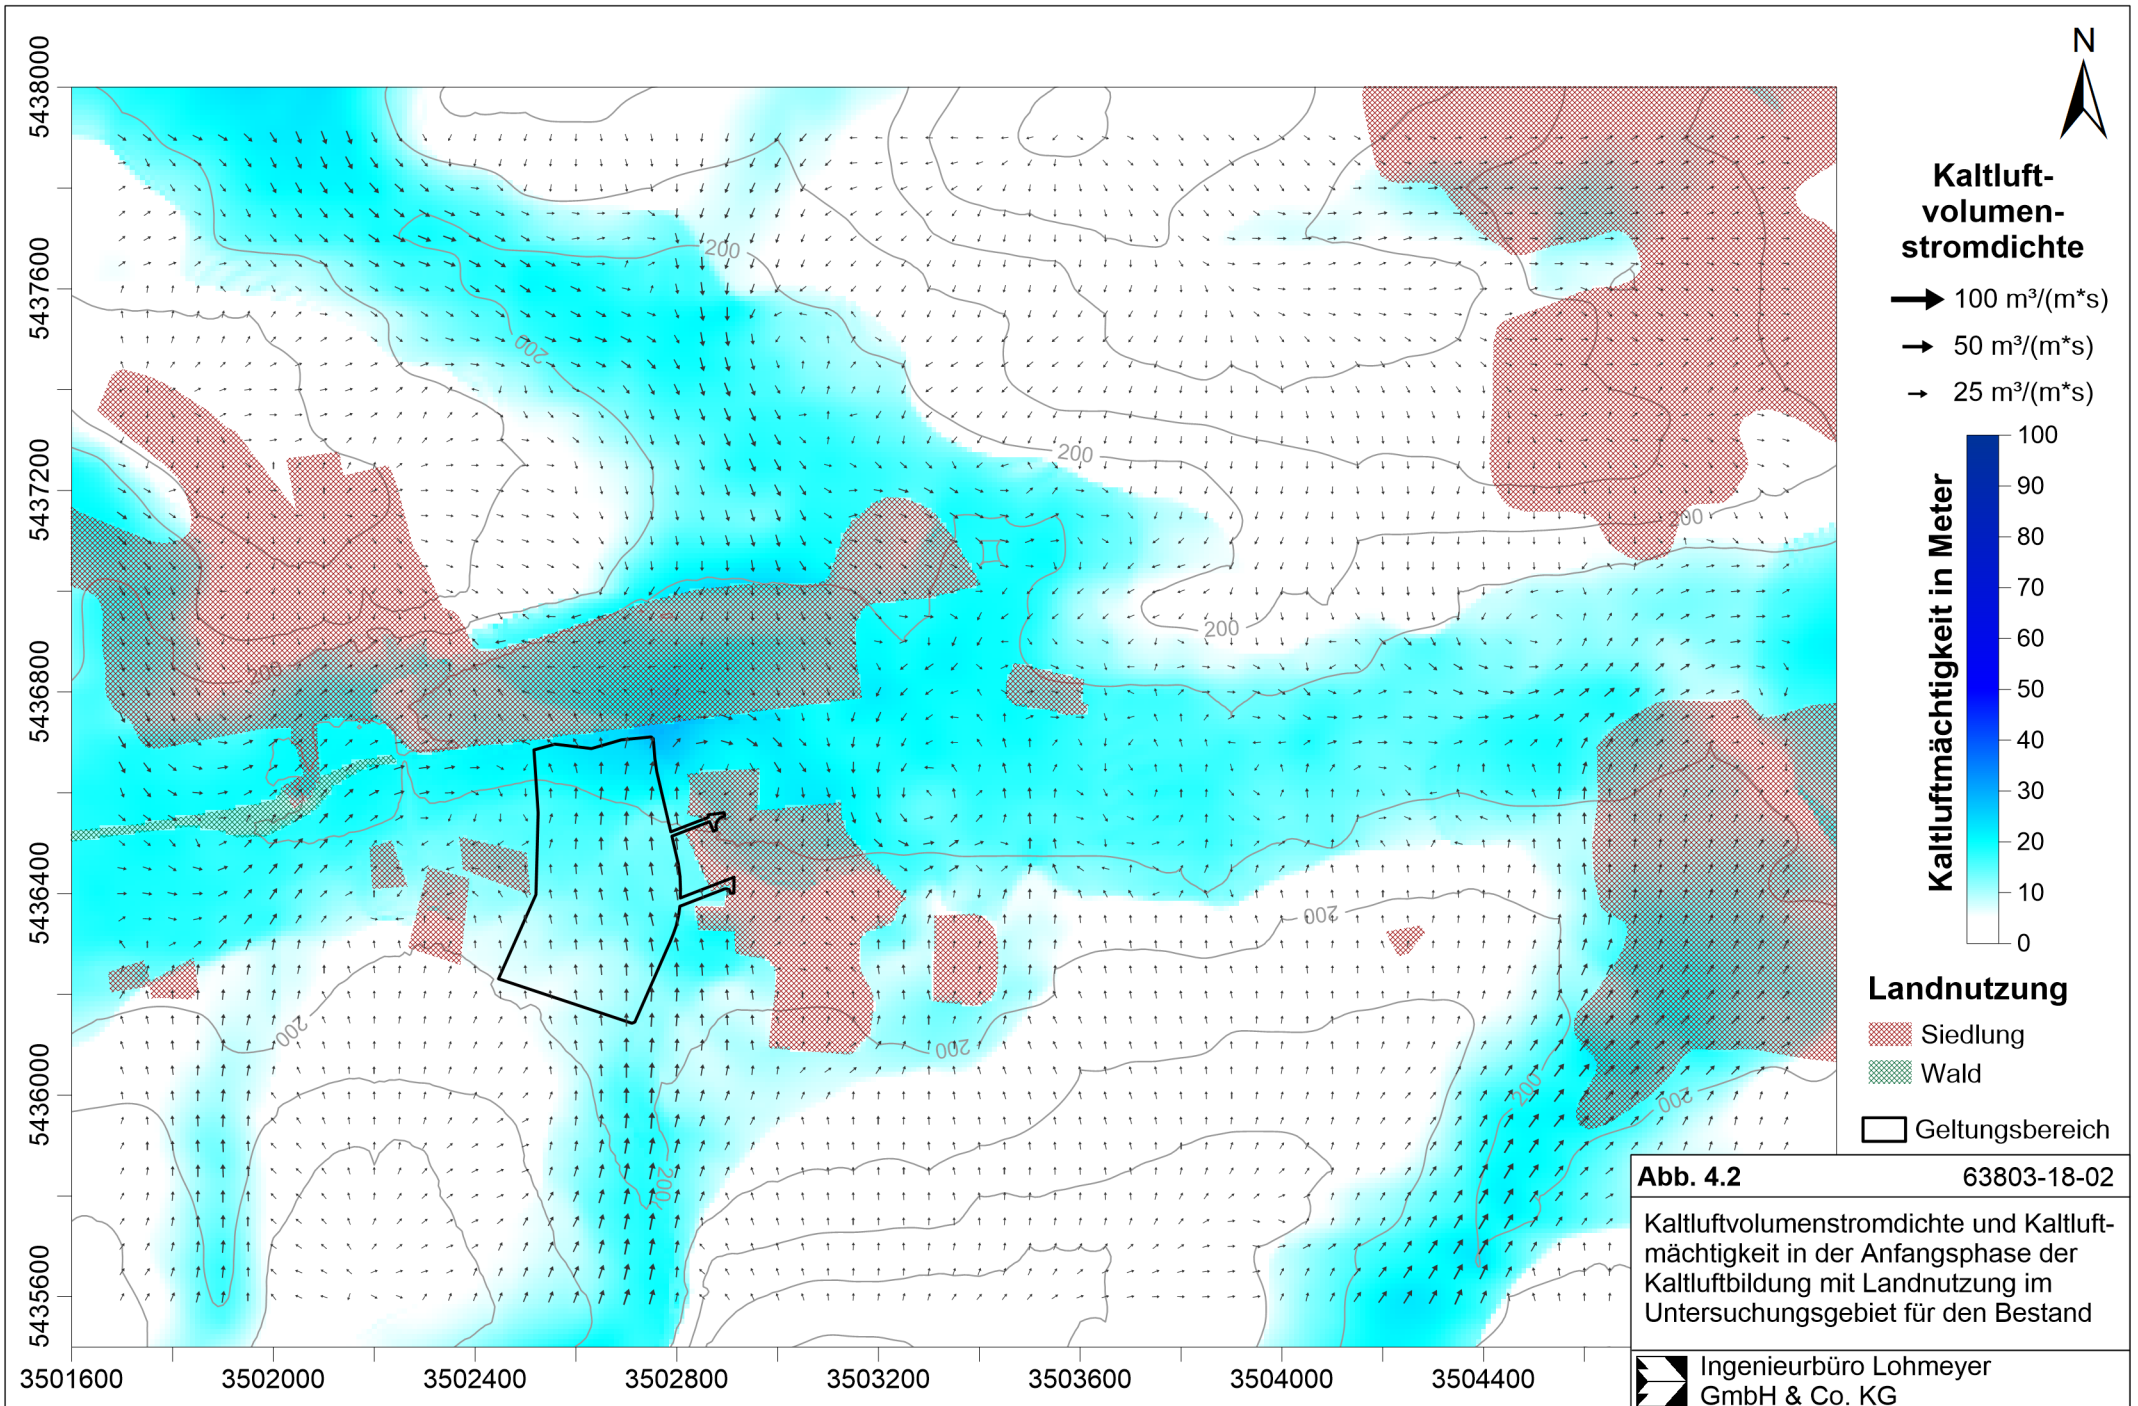 N
Kaltluft-
volumen-
stromdichte
100 m³/(m*s)
50 m³/(m*s)
25 m³/(m*s)
Kaltluftmächtigkeit in Meter
100
90
80
70
60
50
40
30
20
10
0
Landnutzung
Siedlung
Wald
Geltungsbereich
Abb. 4.2 63803-18-02
Kaltluftvolumenstromdichte und Kaltluft-
mächtigkeit in der Anfangsphase der
Kaltluftbildung mit Landnutzung im
Untersuchungsgebiet für den Bestand
Ingenieurbüro Lohmeyer
GmbH & Co. KG
5438000
5437600
5437200
5436800
5436400
5436000
5435600
3501600 3502000 3502400 3502800 3503200 3503600 3504000 3504400
200
200
200
200
200
200
200
200
200
200
200
200